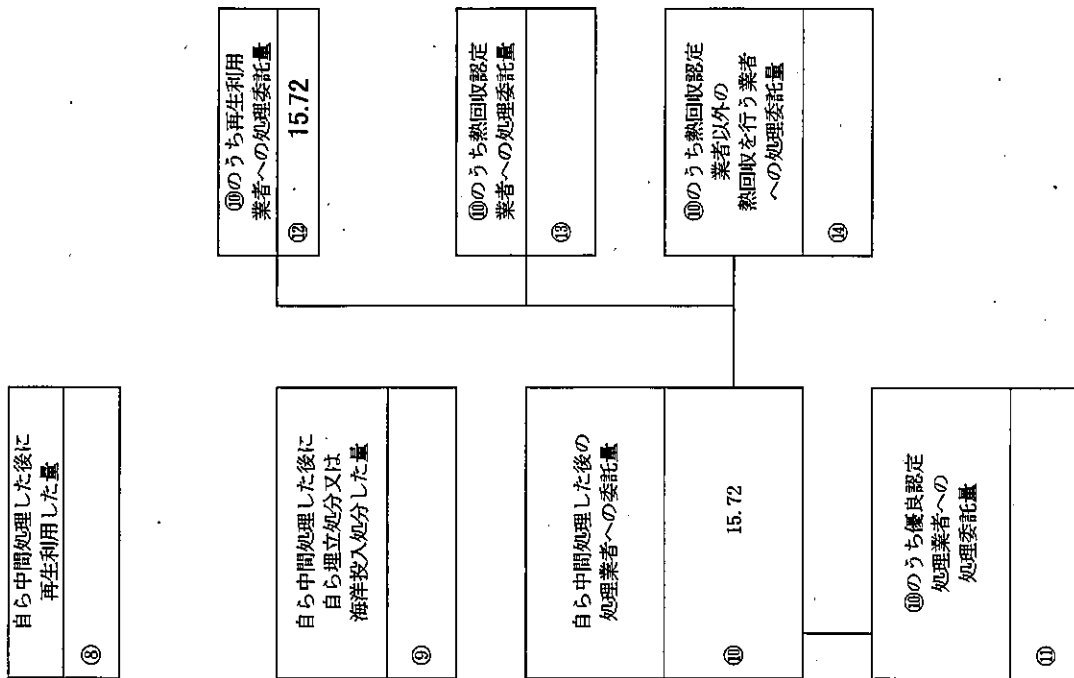 自ら中間処理した後に
再生利用した量
⑧
自ら中間処理した後に
自ら埋立処分又は
海洋投入処分した量
⑨
自ら中間処理した後の
処理業者への委託量
⑩
15.72
⑩のうち優良認定
処理業者への
処理委託量
⑪
⑩のうち再生利用
業者への処理委託量
⑫
15.72
⑩のうち熱回収認定
業者への処理委託量
⑬
⑩のうち熱回収認定
業者以外の
熱回収を行う業者
への処理委託量
⑭